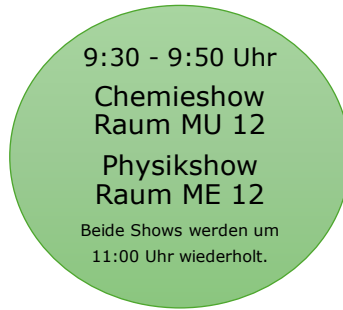 9:30 - 9:50 Uhr
Chemieshow
Raum MU 12
Physikshow
Raum ME 12
Beide Shows werden um
11:00 Uhr wiederholt.